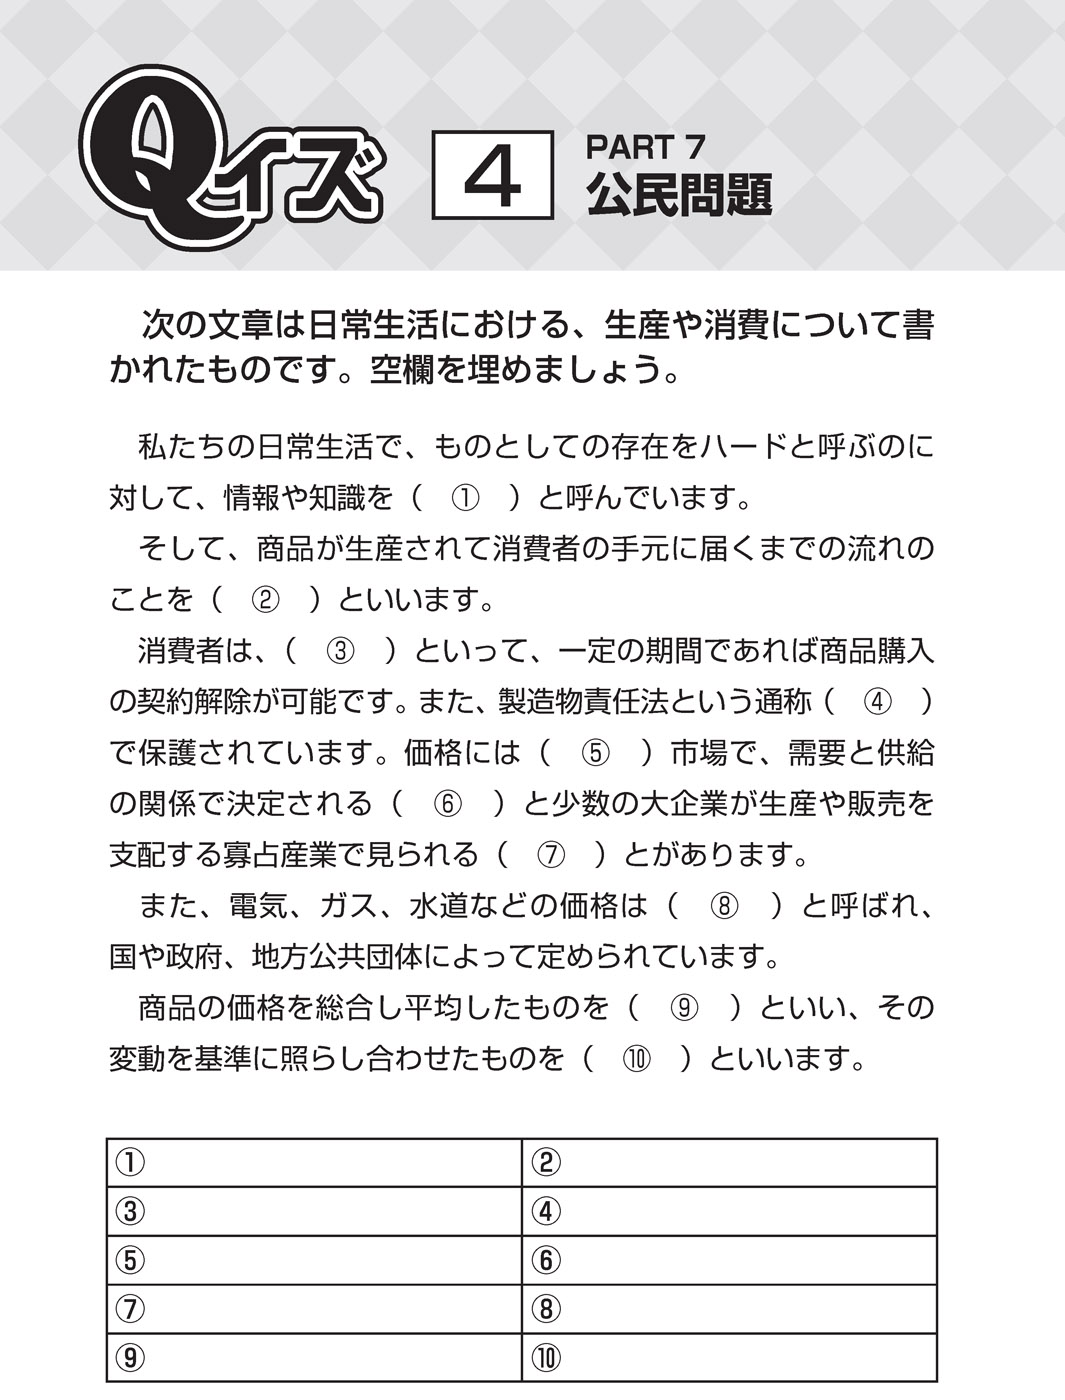 Qイズ 4 PART 7
公民問題
次の文章は日常生活における、生産や消費について書
かれたものです。空欄を埋めましょう。
私たちの日常生活で、ものとしての存在をハードと呼ぶのに
対して、情報や知識を（　①　）と呼んでいます。
そして、商品が生産されて消費者の手元に届くまでの流れの
ことを（　②　）といいます。
消費者は、（　③　）といって、一定の期間であれば商品購入
の契約解除が可能です。また、製造物責任法という通称（　④　）
で保護されています。価格には（　⑤　）市場で、需要と供給
の関係で決定される（　⑥　）と少数の大企業が生産や販売を
支配する寡占産業で見られる（　⑦　）とがあります。
また、電気、ガス、水道などの価格は（　⑧　）と呼ばれ、
国や政府、地方公共団体によって定められています。
商品の価格を総合し平均したものを（　⑨　）といい、その
変動を基準に照らし合わせたものを（　⑩　）といいます。
① ②
③ ④
⑤ ⑥
⑦ ⑧
⑨ ⑩